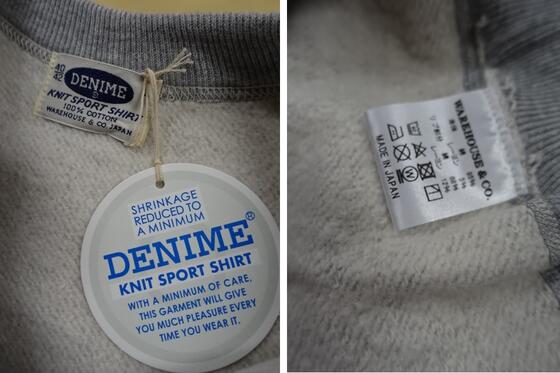 40
42
DENIME
KNIT SPORT SHIRT
100% COTTON
WAREHOUSE & CO. JAPAN
SHRINKAGE
REDUCED TO
A MINIMUM
DENIME®
KNIT SPORT SHIRT
WITH A MINIMUM OF CARE,
THIS GARMENT WILL GIVE
YOU MUCH PLEASURE EVERY
TIME YOU WEAR IT.
WAREHOUSE & CO.
MADE IN JAPAN